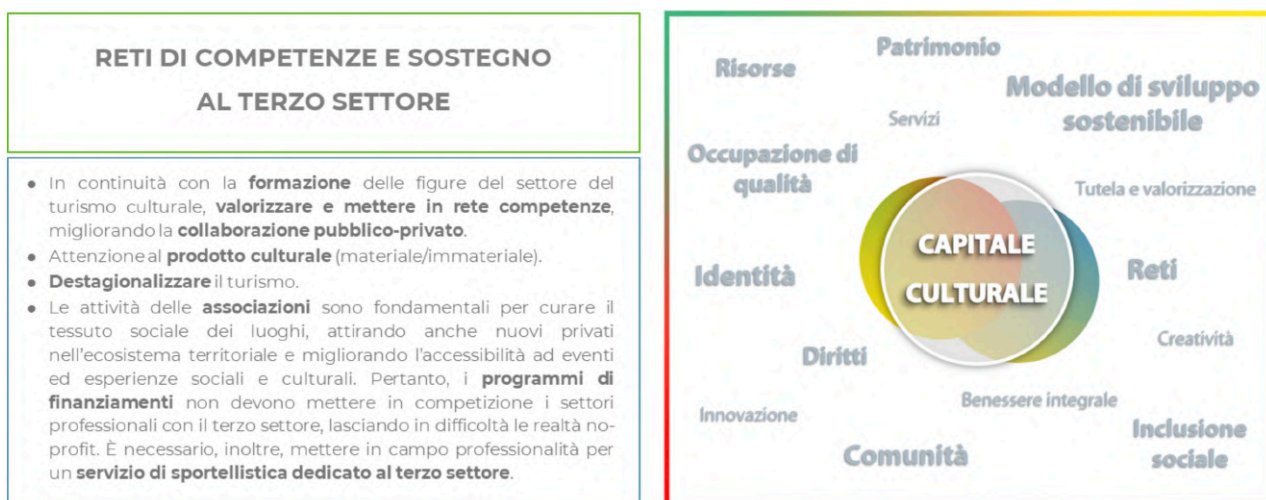 RETI DI COMPETENZE E SOSTEGNO
AL TERZO SETTORE
● In continuità con la formazione delle figure del settore del
turismo culturale, valorizzare e mettere in rete competenze,
migliorando la collaborazione pubblico-privato.
● Attenzione al prodotto culturale (materiale/immateriale).
● Destagionalizzare il turismo.
● Le attività delle associazioni sono fondamentali per curare il
tessuto sociale dei luoghi, attirando anche nuovi privati
nell'ecosistema territoriale e migliorando l'accessibilità ad eventi
ed esperienze sociali e culturali. Pertanto, i programmi di
finanziamenti non devono mettere in competizione i settori
professionali con il terzo settore, lasciando in difficoltà le realtà no-
profit. È necessario, inoltre, mettere in campo professionalità per
un servizio di sportellistica dedicato al terzo settore.
Patrimonio
Risorse
Modello di sviluppo
sostenibile
Servizi
Occupazione di
qualità
Tutela e valorizzazione
CAPITALE
CULTURALE
Identità
Reti
Creatività
Diritti
Benessere integrale
Innovazione
Inclusione
sociale
Comunità